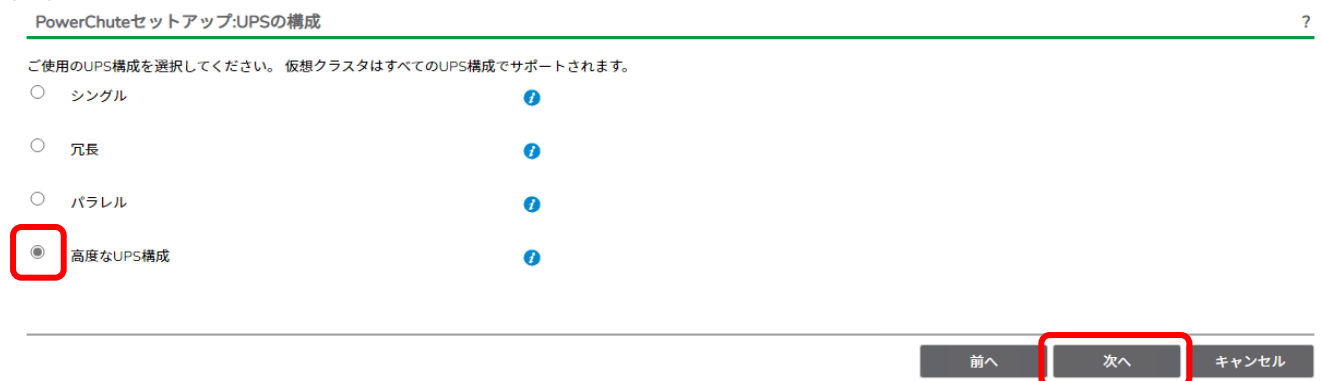 PowerChuteセットアップ:UPSの構成 ?
ご使用のUPS構成を選択してください。 仮想クラスタはすべてのUPS構成でサポートされます。
シングル i
冗長 i
パラレル i
高度なUPS構成 i
前へ 次へ キャンセル